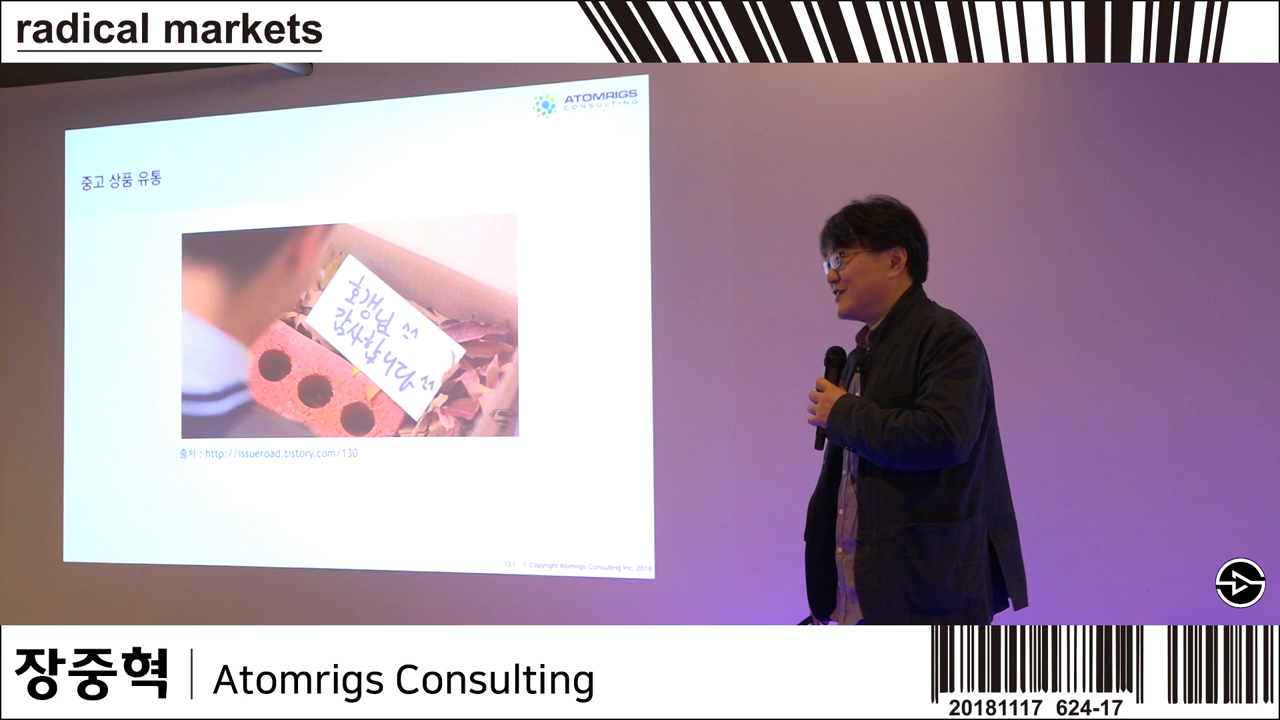 radical markets
ATOMRIGS
CONSULTING
중고 상품 유통
호갱님 ^^
감사합니다 ^^
출처 : http://issueroad.tistory.com/130
13 | © Copyright Atomrigs Consulting Inc. 2018
장중혁 | Atomrigs Consulting
20181117 624-17